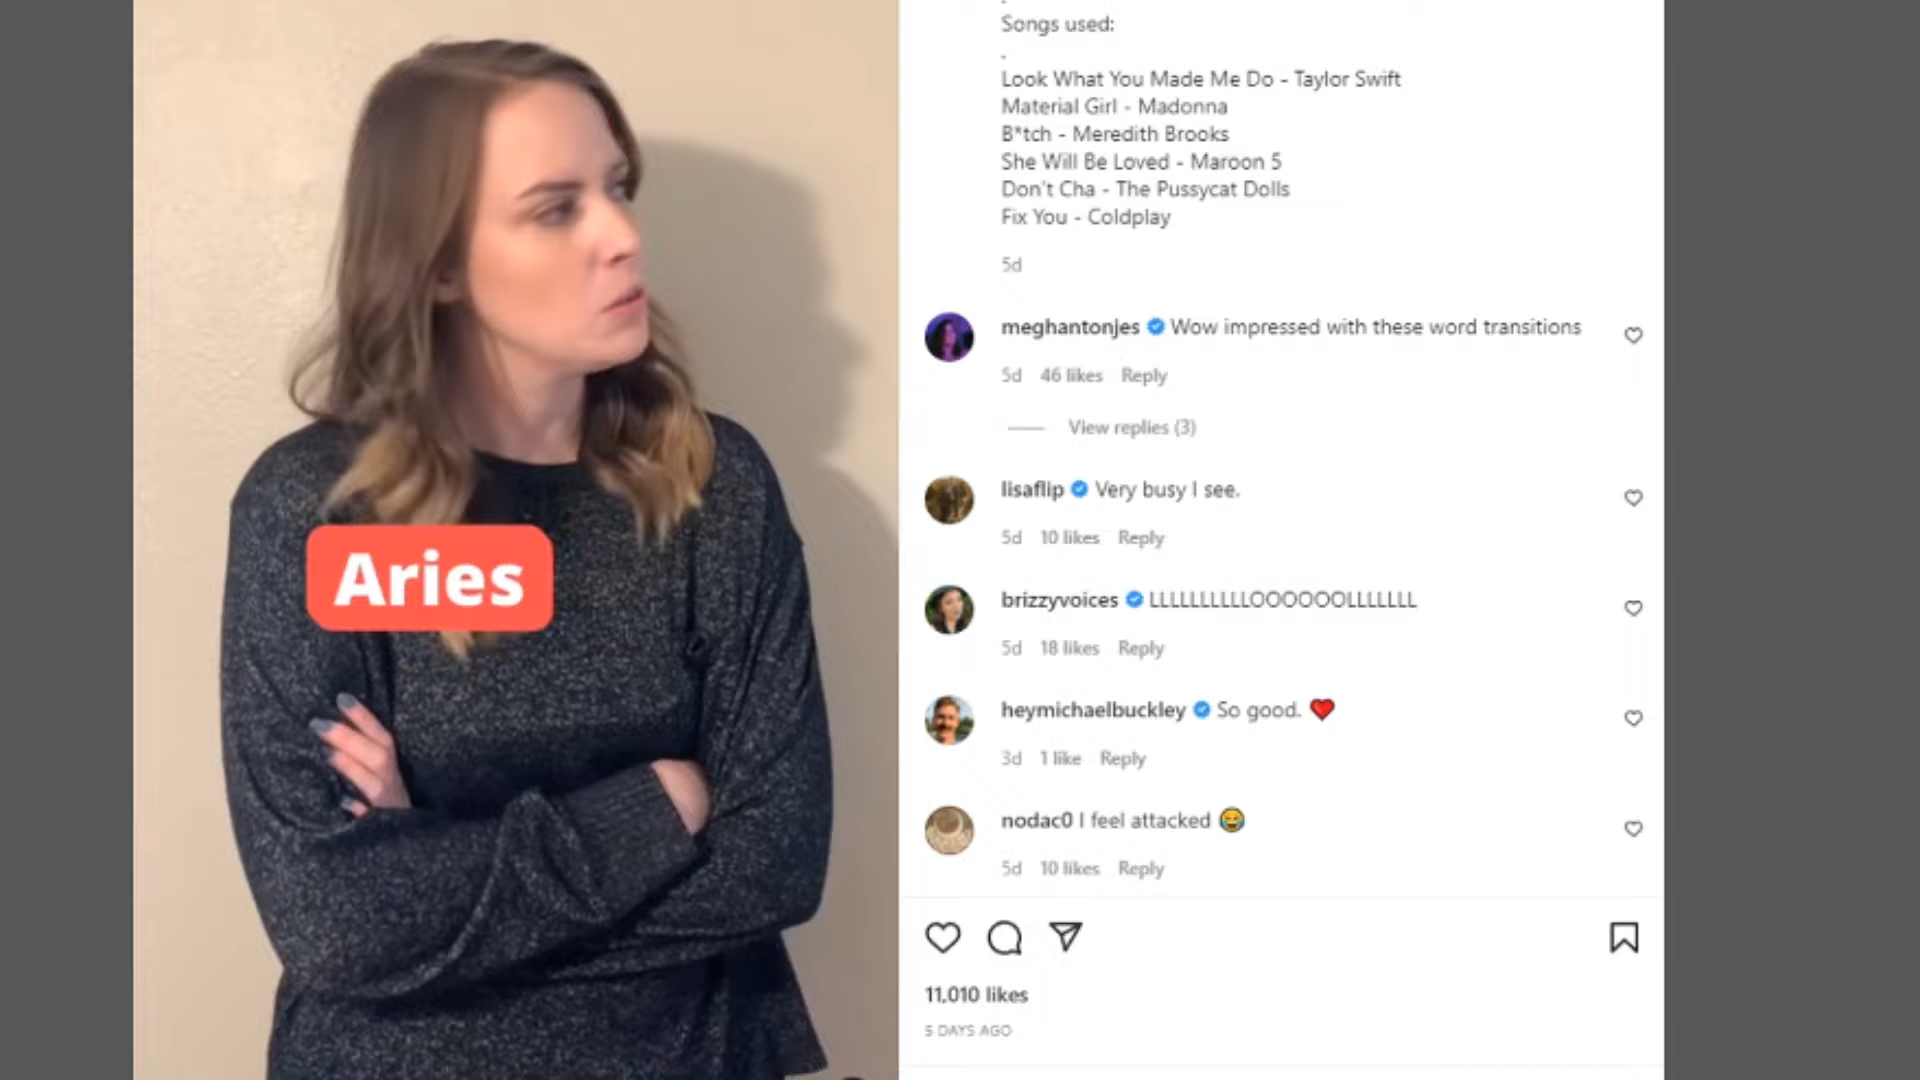 Songs used:
.
Look What You Made Me Do - Taylor Swift
Material Girl - Madonna
B*tch - Meredith Brooks
She Will Be Loved - Maroon 5
Don't Cha - The Pussycat Dolls
Fix You - Coldplay
5d
meghantonjes Wow impressed with these word transitions
5d 46 likes Reply
View replies (3)
lisaflip Very busy I see.
5d 10 likes Reply
Aries
brizzyvoices LLLLLLLLLLOOOOOOLLLLLLL
5d 18 likes Reply
heymichaelbuckley So good. ❤️
3d 1 like Reply
nodac0 I feel attacked 😂
5d 10 likes Reply
11,010 likes
5 DAYS AGO